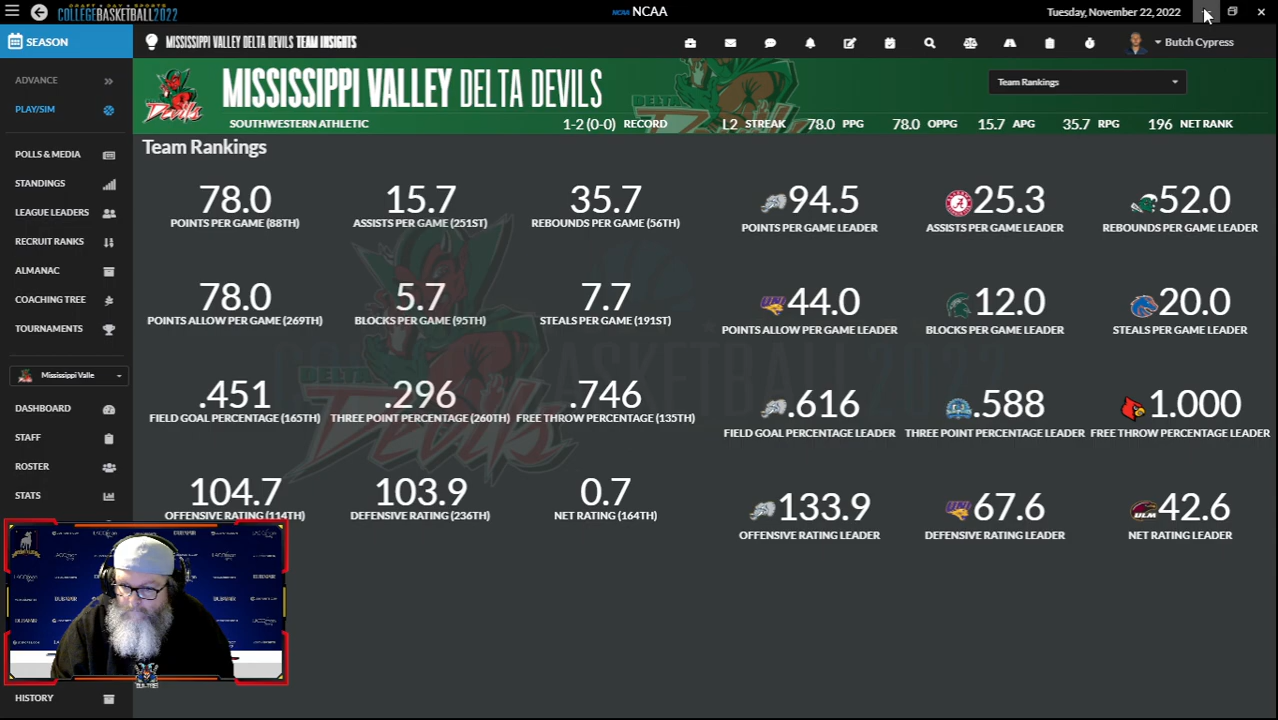 DRAFT DAY SPORTS
COLLEGE BASKETBALL 2022
NCAA NCAA
Tuesday, November 22, 2022
SEASON
MISSISSIPPI VALLEY DELTA DEVILS TEAM INSIGHTS
Butch Cypress
ADVANCE
PLAY/SIM
POLLS & MEDIA
STANDINGS
LEAGUE LEADERS
RECRUIT RANKS
ALMANAC
COACHING TREE
TOURNAMENTS
Mississippi Valle
DASHBOARD
STAFF
ROSTER
STATS
HISTORY
Devils
MISSISSIPPI VALLEY DELTA DEVILS
DELTA
Team Rankings
SOUTHWESTERN ATHLETIC
1-2 (0-0) RECORD L2 STREAK 78.0 PPG 78.0 OPPG 15.7 APG 35.7 RPG 196 NET RANK
Team Rankings
78.0 15.7 35.7 94.5 25.3 52.0
POINTS PER GAME (88TH) ASSISTS PER GAME (251ST) REBOUNDS PER GAME (56TH) POINTS PER GAME LEADER ASSISTS PER GAME LEADER REBOUNDS PER GAME LEADER
78.0 5.7 7.7 44.0 12.0 20.0
POINTS ALLOW PER GAME (269TH) BLOCKS PER GAME (95TH) STEALS PER GAME (191ST) POINTS ALLOW PER GAME LEADER BLOCKS PER GAME LEADER STEALS PER GAME LEADER
.451 .296 .746 .616 .588 1.000
FIELD GOAL PERCENTAGE (165TH) THREE POINT PERCENTAGE (260TH) FREE THROW PERCENTAGE (135TH) FIELD GOAL PERCENTAGE LEADER THREE POINT PERCENTAGE LEADER FREE THROW PERCENTAGE LEADER
104.7 103.9 0.7 133.9 67.6 42.6
OFFENSIVE RATING (114TH) DEFENSIVE RATING (236TH) NET RATING (164TH) OFFENSIVE RATING LEADER DEFENSIVE RATING LEADER NET RATING LEADER